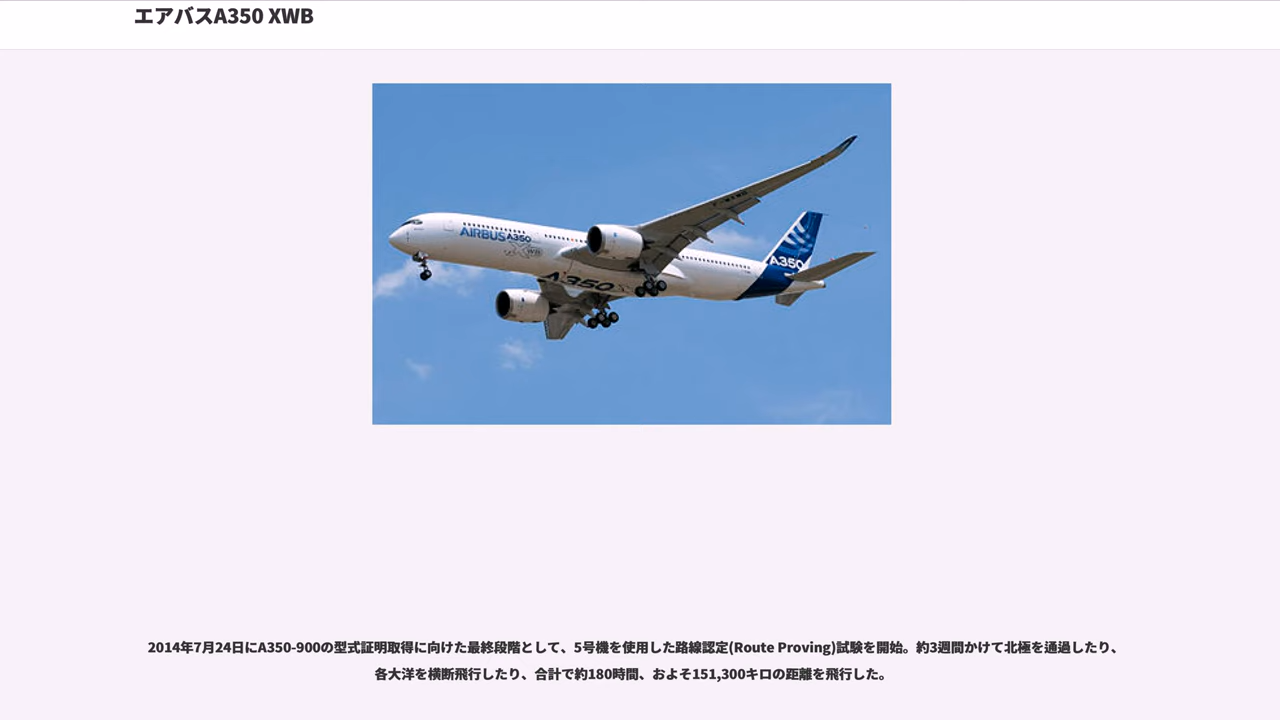 エアバスA350 XWB
AIRBUS A350
XWB
A350
A350
2014年7月24日にA350-900の型式証明取得に向けた最終段階として、5号機を使用した路線認定(Route Proving)試験を開始。約3週間かけて北極を通過したり、
各大洋を横断飛行したり、合計で約180時間、およそ151,300キロの距離を飛行した。